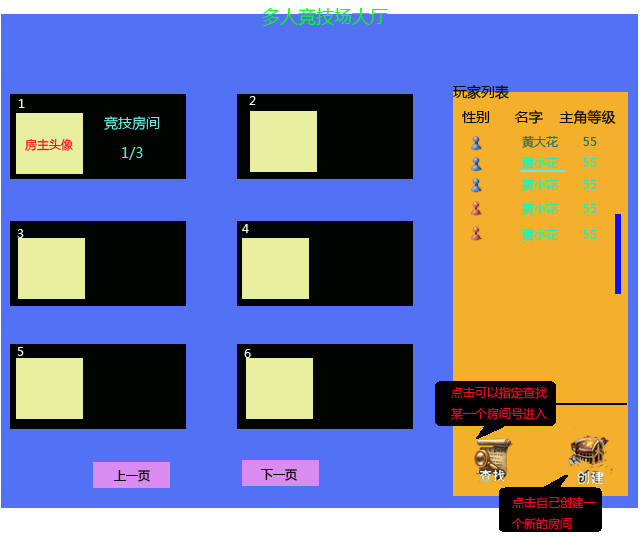 多人竞技场大厅
1
房主头像
竞技房间
1/3
2
3
4
5
6
上一页
下一页
玩家列表
性别 名字 主角等级
黄大花 55
黄小花 55
黄小花 55
黄小花 55
黄小花 55
点击可以指定查找
某一个房间号进入
查找
创建
点击自己创建一
个新的房间